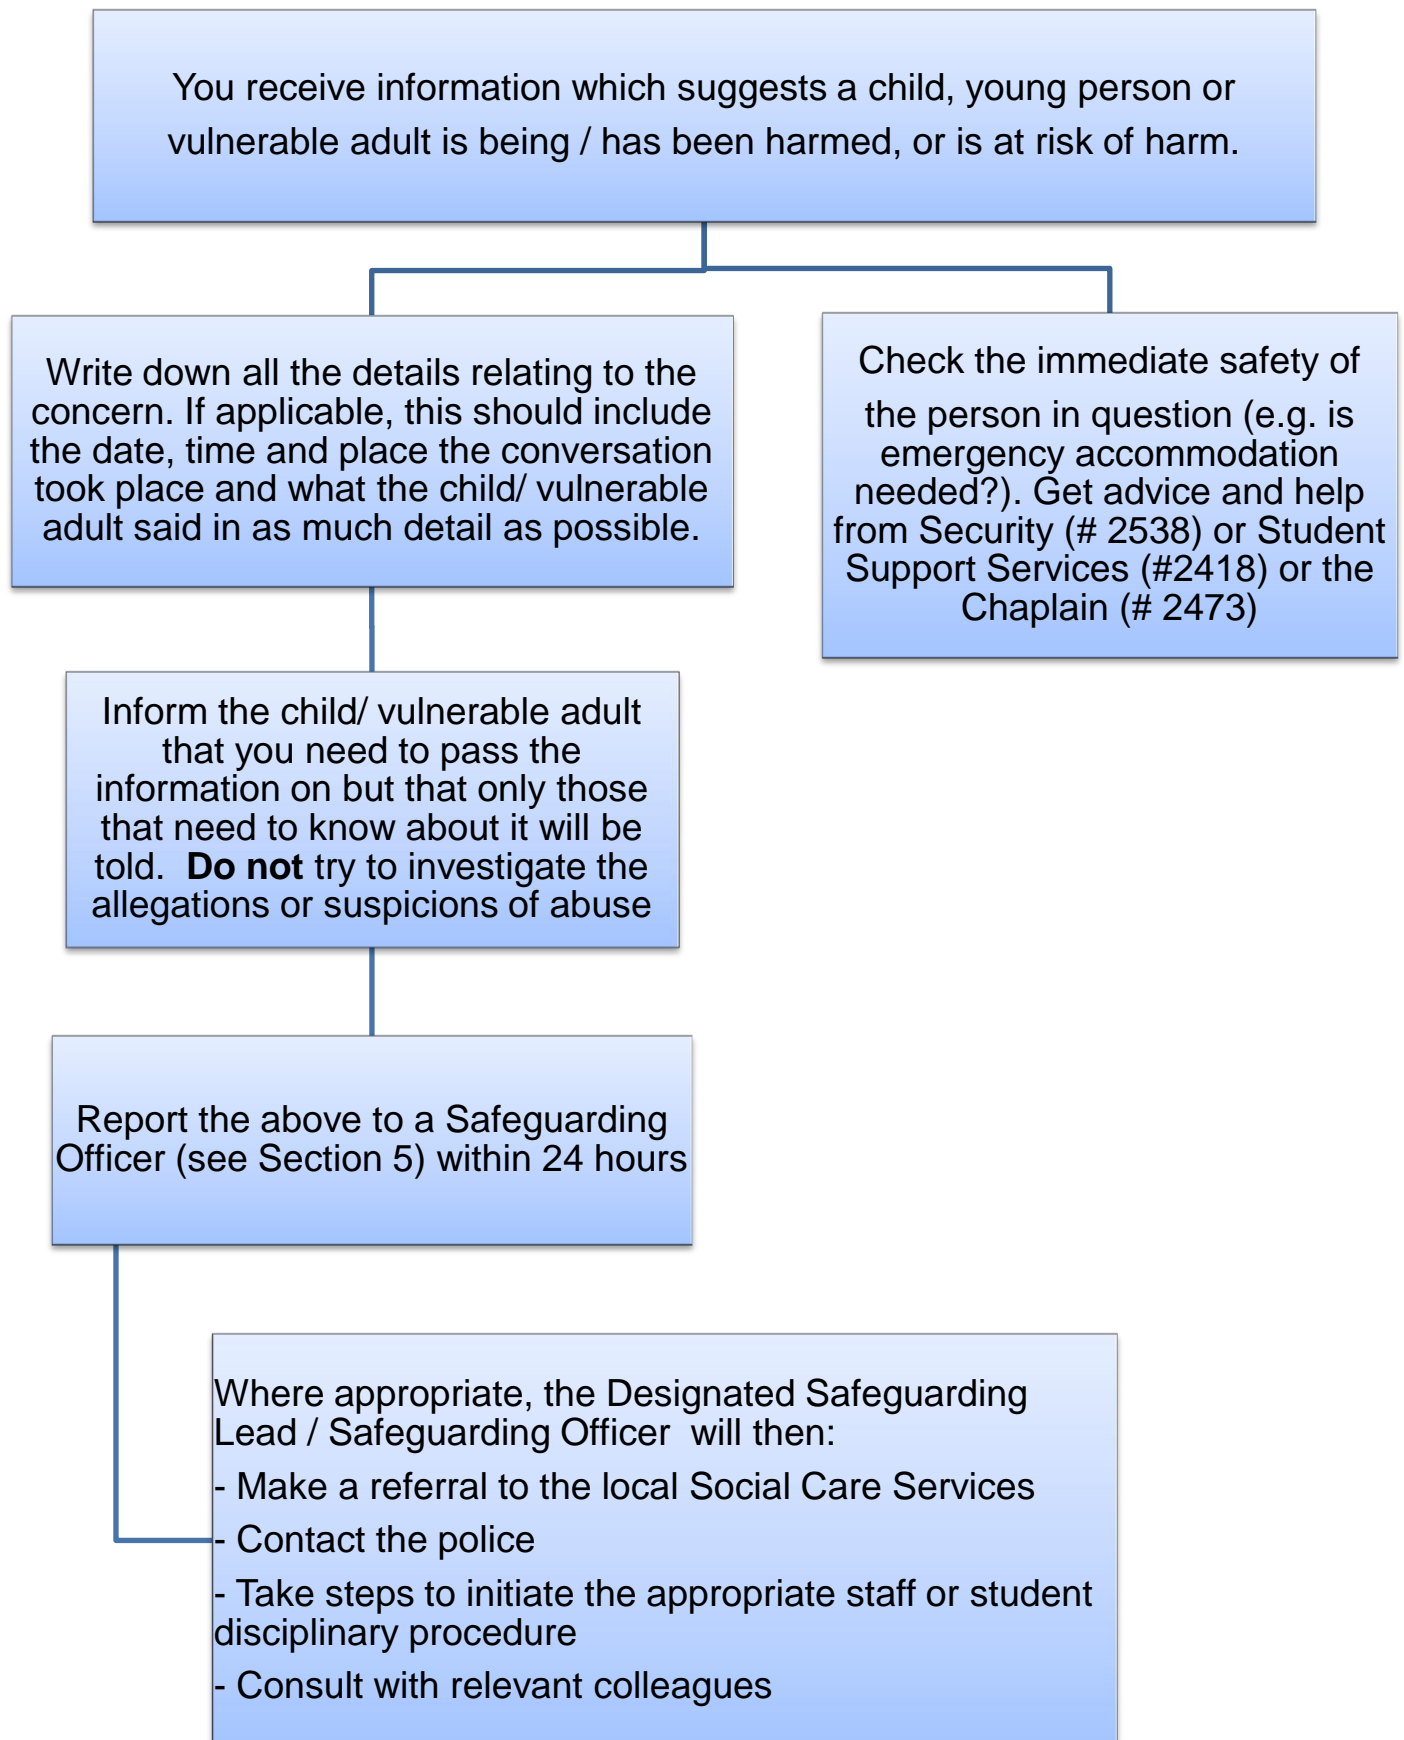 You receive information which suggests a child, young person or
vulnerable adult is being / has been harmed, or is at risk of harm.
Write down all the details relating to the
concern. If applicable, this should include
the date, time and place the conversation
took place and what the child/ vulnerable
adult said in as much detail as possible.
Check the immediate safety of
the person in question (e.g. is
emergency accommodation
needed?). Get advice and help
from Security (# 2538) or Student
Support Services (#2418) or the
Chaplain (# 2473)
Inform the child/ vulnerable adult
that you need to pass the
information on but that only those
that need to know about it will be
told.  Do not try to investigate the
allegations or suspicions of abuse
Report the above to a Safeguarding
Officer (see Section 5) within 24 hours
Where appropriate, the Designated Safeguarding
Lead / Safeguarding Officer  will then:
- Make a referral to the local Social Care Services
- Contact the police
- Take steps to initiate the appropriate staff or student
disciplinary procedure
- Consult with relevant colleagues